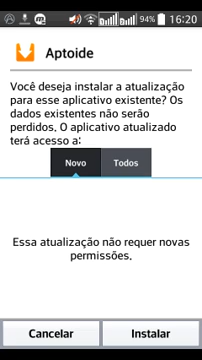 94% 16:20
Aptoide
Você deseja instalar a atualização
para esse aplicativo existente? Os
dados existentes não serão
perdidos. O aplicativo atualizado
terá acesso a:
Novo Todos
Essa atualização não requer novas
permissões.
Cancelar Instalar